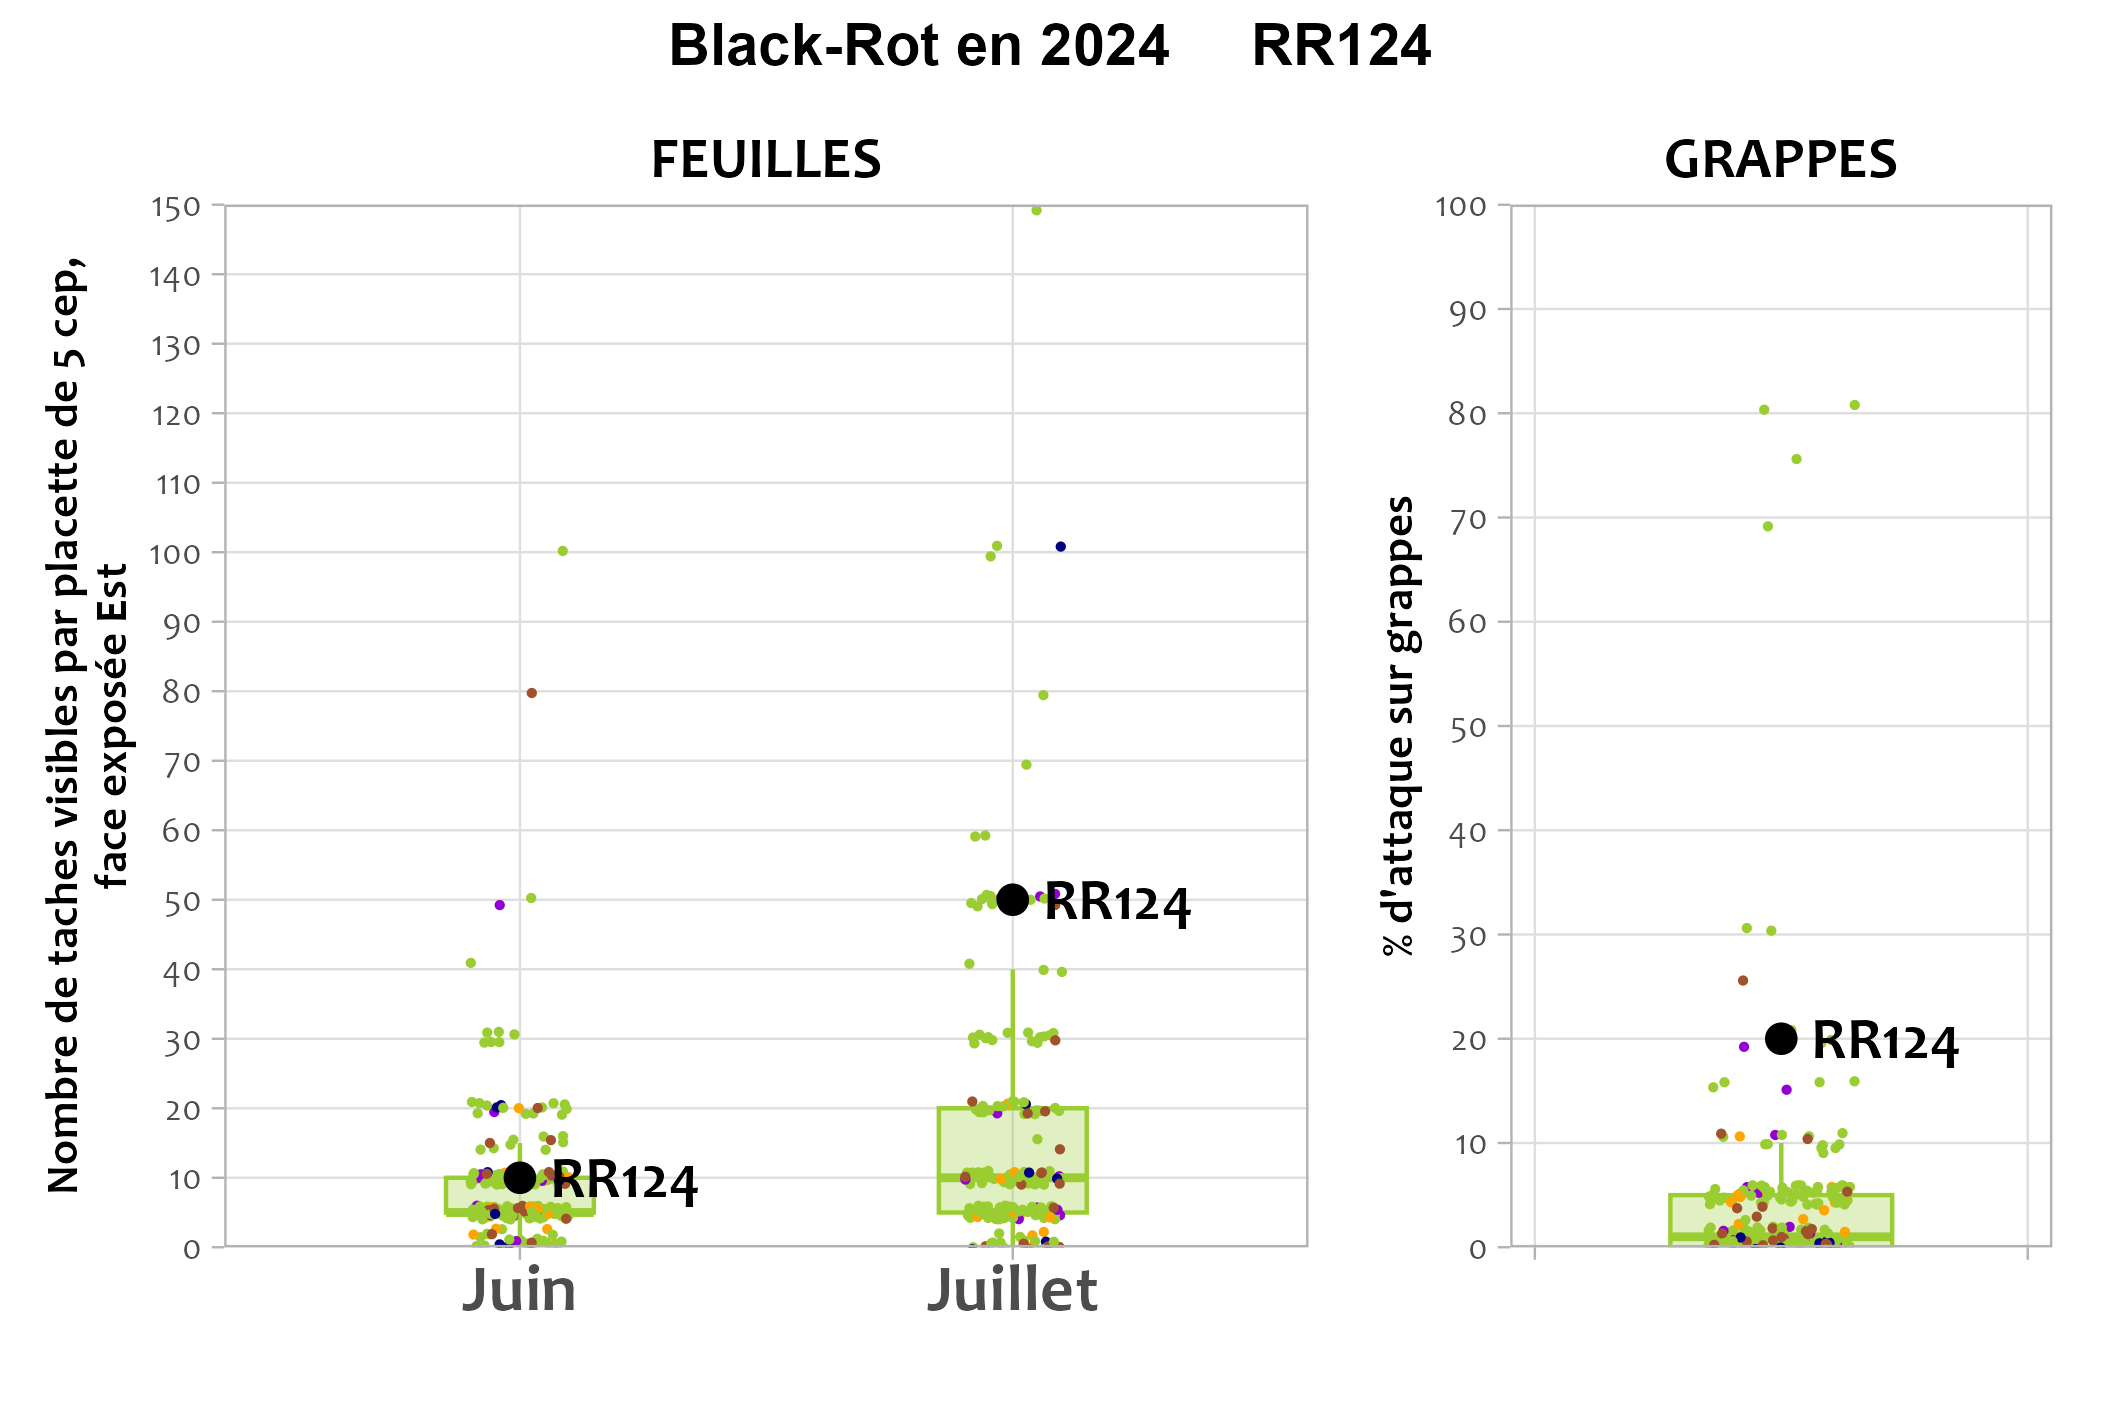 Black-Rot en 2024 RR124
FEUILLES
Nombre de taches visibles par placette de 5 cep,
face exposée Est
150
140
130
120
110
100
90
80
70
60
50
40
30
20
10
0
RR124
RR124
Juin
Juillet
GRAPPES
% d'attaque sur grappes
100
90
80
70
60
50
40
30
20
10
0
RR124